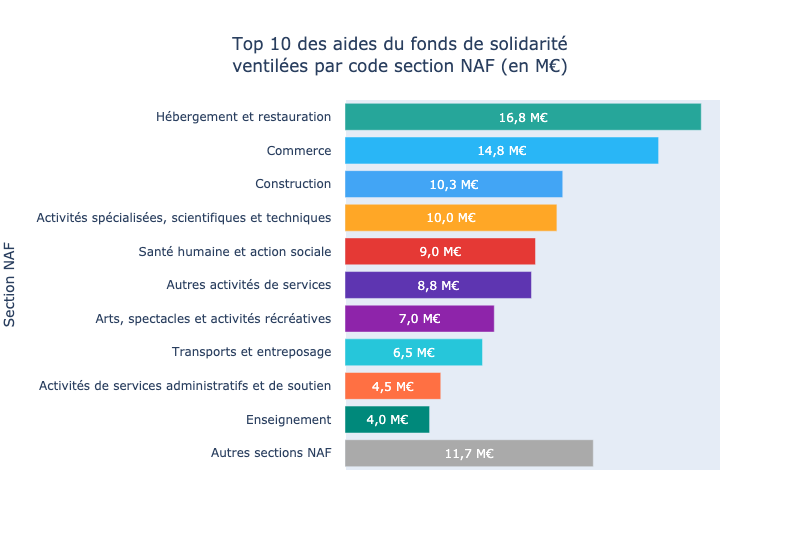 Top 10 des aides du fonds de solidarité
ventilées par code section NAF (en M€)
Section NAF
Hébergement et restauration 16,8 M€
Commerce 14,8 M€
Construction 10,3 M€
Activités spécialisées, scientifiques et techniques 10,0 M€
Santé humaine et action sociale 9,0 M€
Autres activités de services 8,8 M€
Arts, spectacles et activités récréatives 7,0 M€
Transports et entreposage 6,5 M€
Activités de services administratifs et de soutien 4,5 M€
Enseignement 4,0 M€
Autres sections NAF 11,7 M€